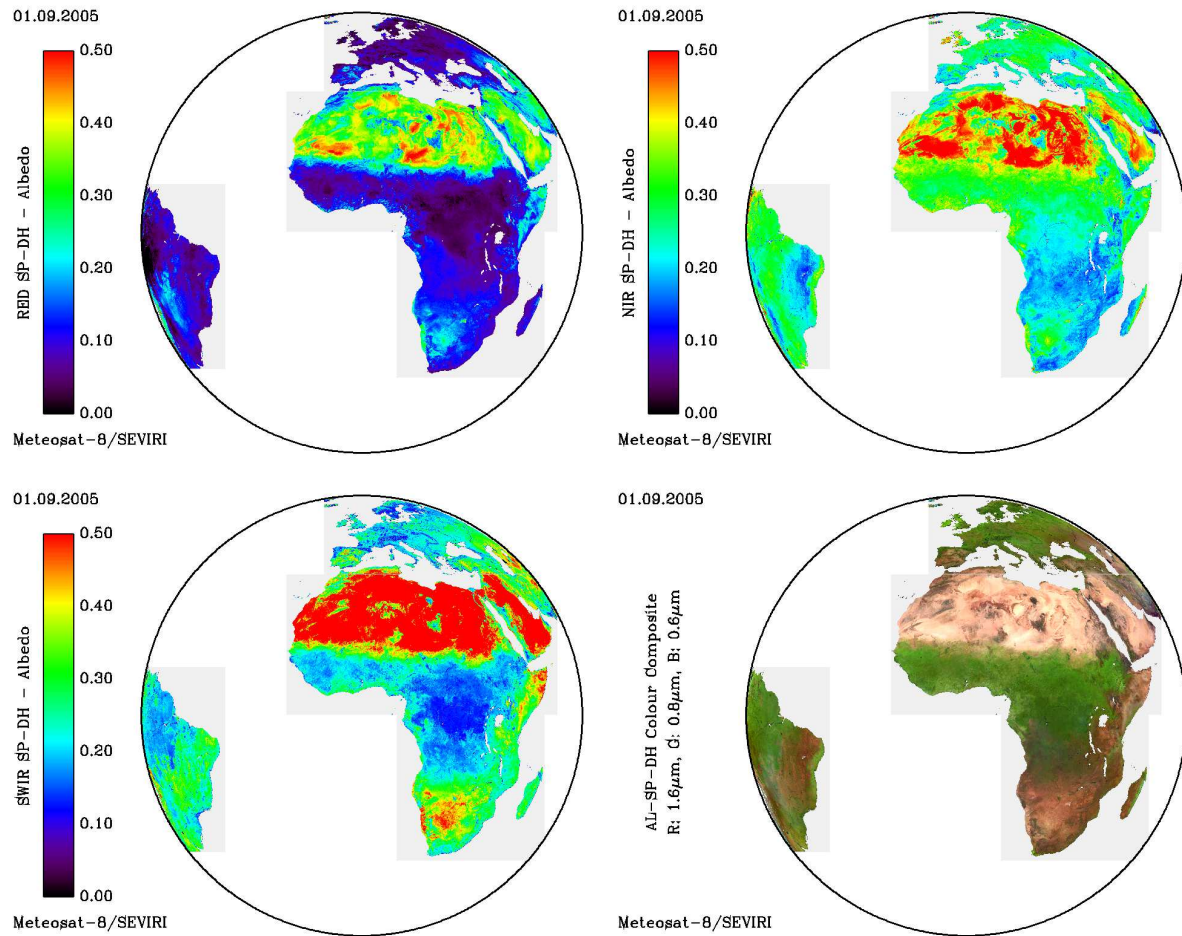 01.09.2005
0.50
0.40
0.30
0.20
0.10
0.00
RED SP-DH - Albedo
Meteosat-8/SEVIRI
01.09.2005
0.50
0.40
0.30
0.20
0.10
0.00
NIR SP-DH - Albedo
Meteosat-8/SEVIRI
01.09.2005
0.50
0.40
0.30
0.20
0.10
0.00
SWIR SP-DH - Albedo
Meteosat-8/SEVIRI
01.09.2005
AL-SP-DH Colour Composite
R: 1.6μm, G: 0.8μm, B: 0.6μm
Meteosat-8/SEVIRI